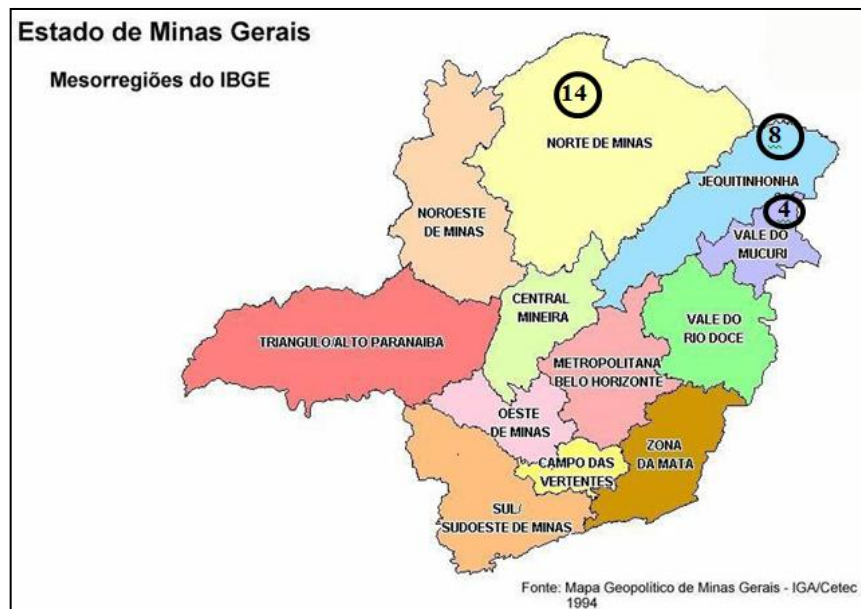 Estado de Minas Gerais
Mesorregiões do IBGE
14
NORTE DE MINAS
8
JEQUITINHONHA
NOROESTE
DE MINAS
4
VALE DO
MUCURI
CENTRAL
MINEIRA
VALE DO
RIO DOCE
TRIANGULO/ALTO PARANAIBA
METROPOLITANA
BELO HORIZONTE
OESTE
DE MINAS
ZONA
DA MATA
CAMPO DAS
VERTENTES
SUL/
SUDOESTE DE MINAS
Fonte: Mapa Geopolítico de Minas Gerais - IGA/Cetec
1994